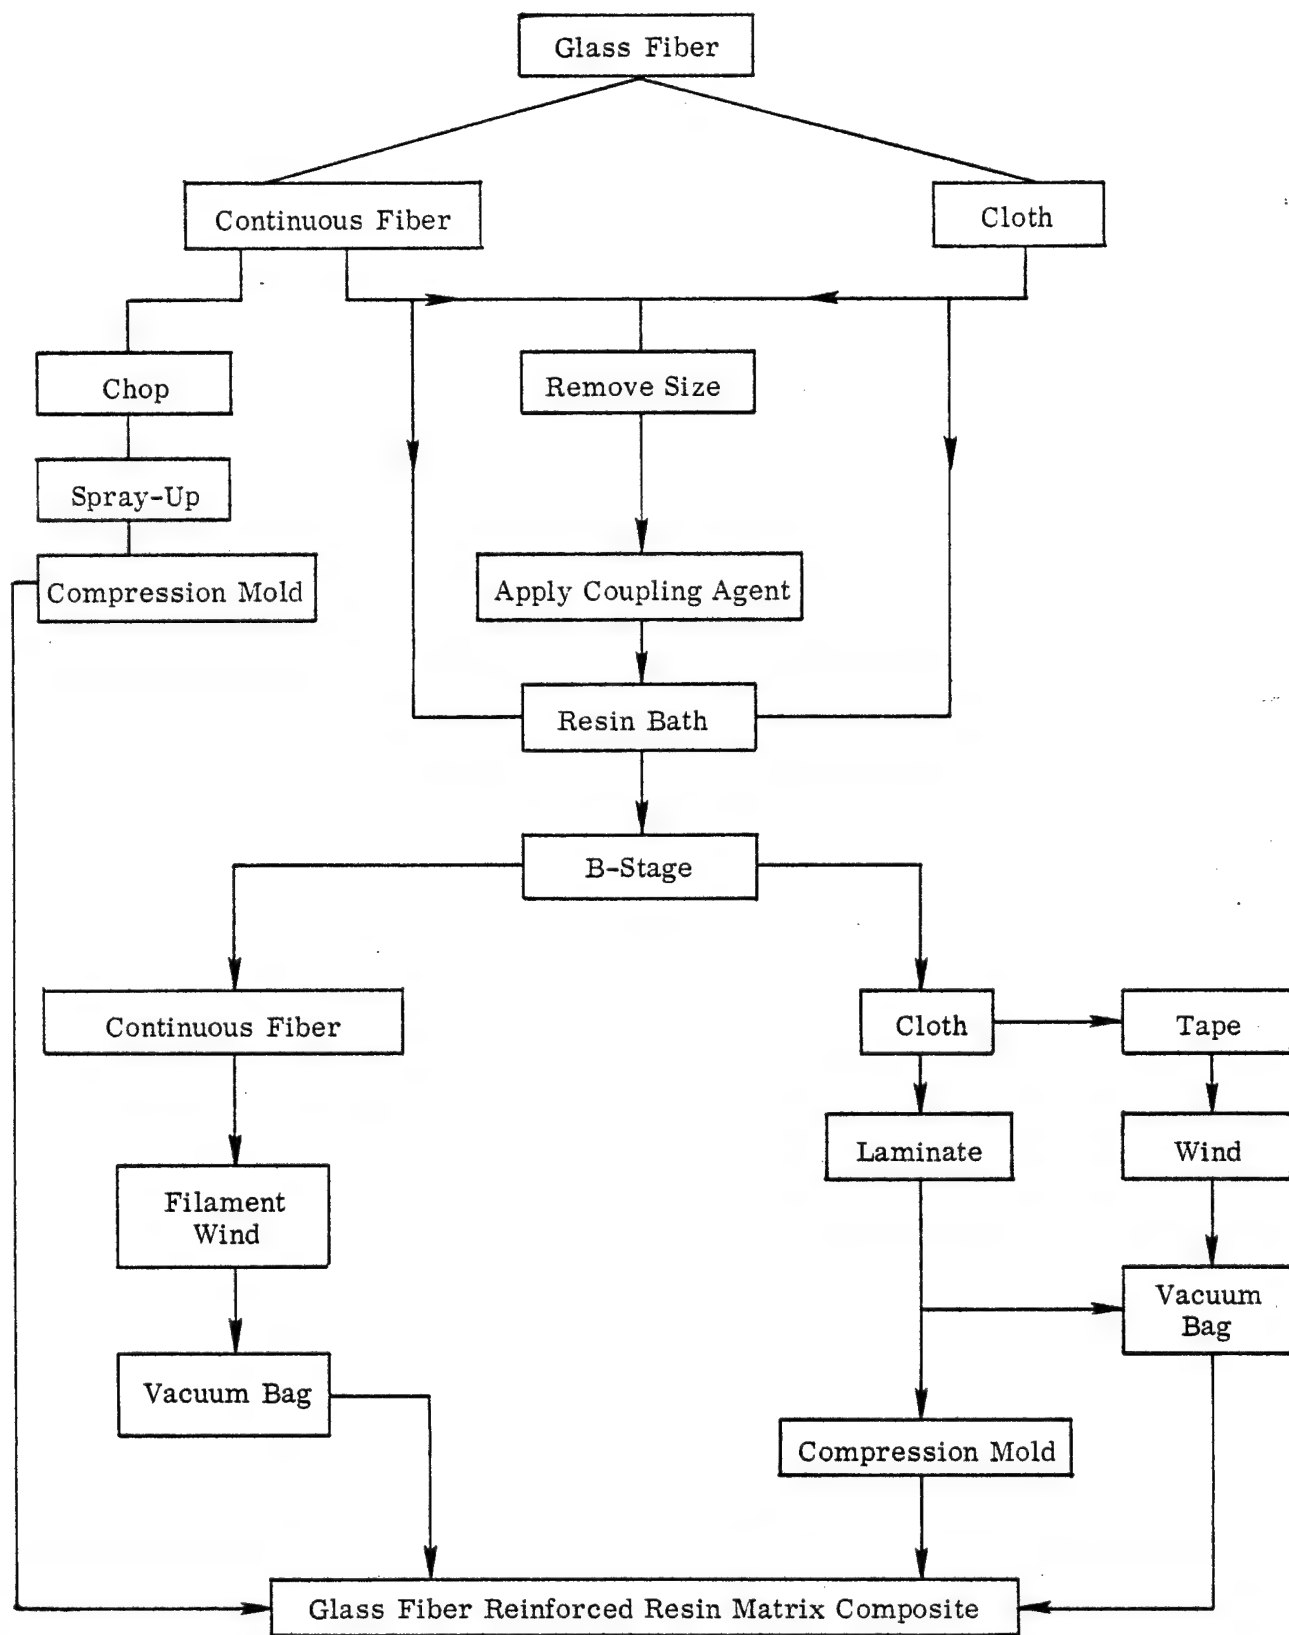 Glass Fiber
Continuous Fiber
Cloth
Chop
Remove Size
Spray-Up
Compression Mold
Apply Coupling Agent
Resin Bath
B-Stage
Continuous Fiber
Cloth
Tape
Laminate
Wind
Filament
Wind
Vacuum
Bag
Vacuum Bag
Compression Mold
Glass Fiber Reinforced Resin Matrix Composite